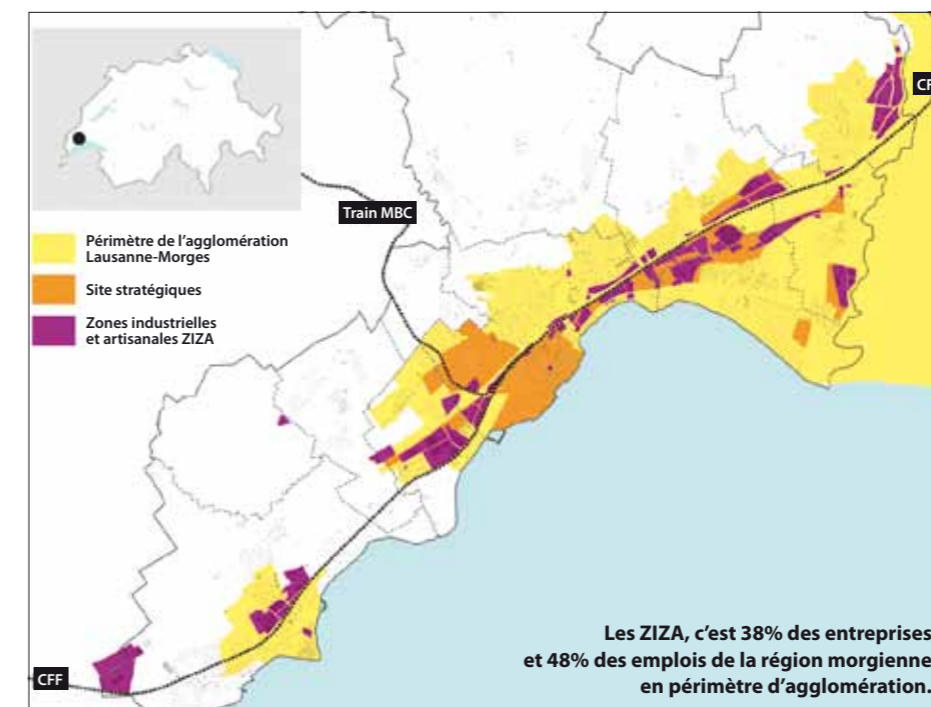 CF
Train MBC
Périmètre de l'agglomération
Lausanne-Morges
Site stratégiques
Zones industrielles
et artisanales ZIZA
Les ZIZA, c'est 38% des entreprises
et 48% des emplois de la région morgienne
en périmètre d'agglomération.
CFF